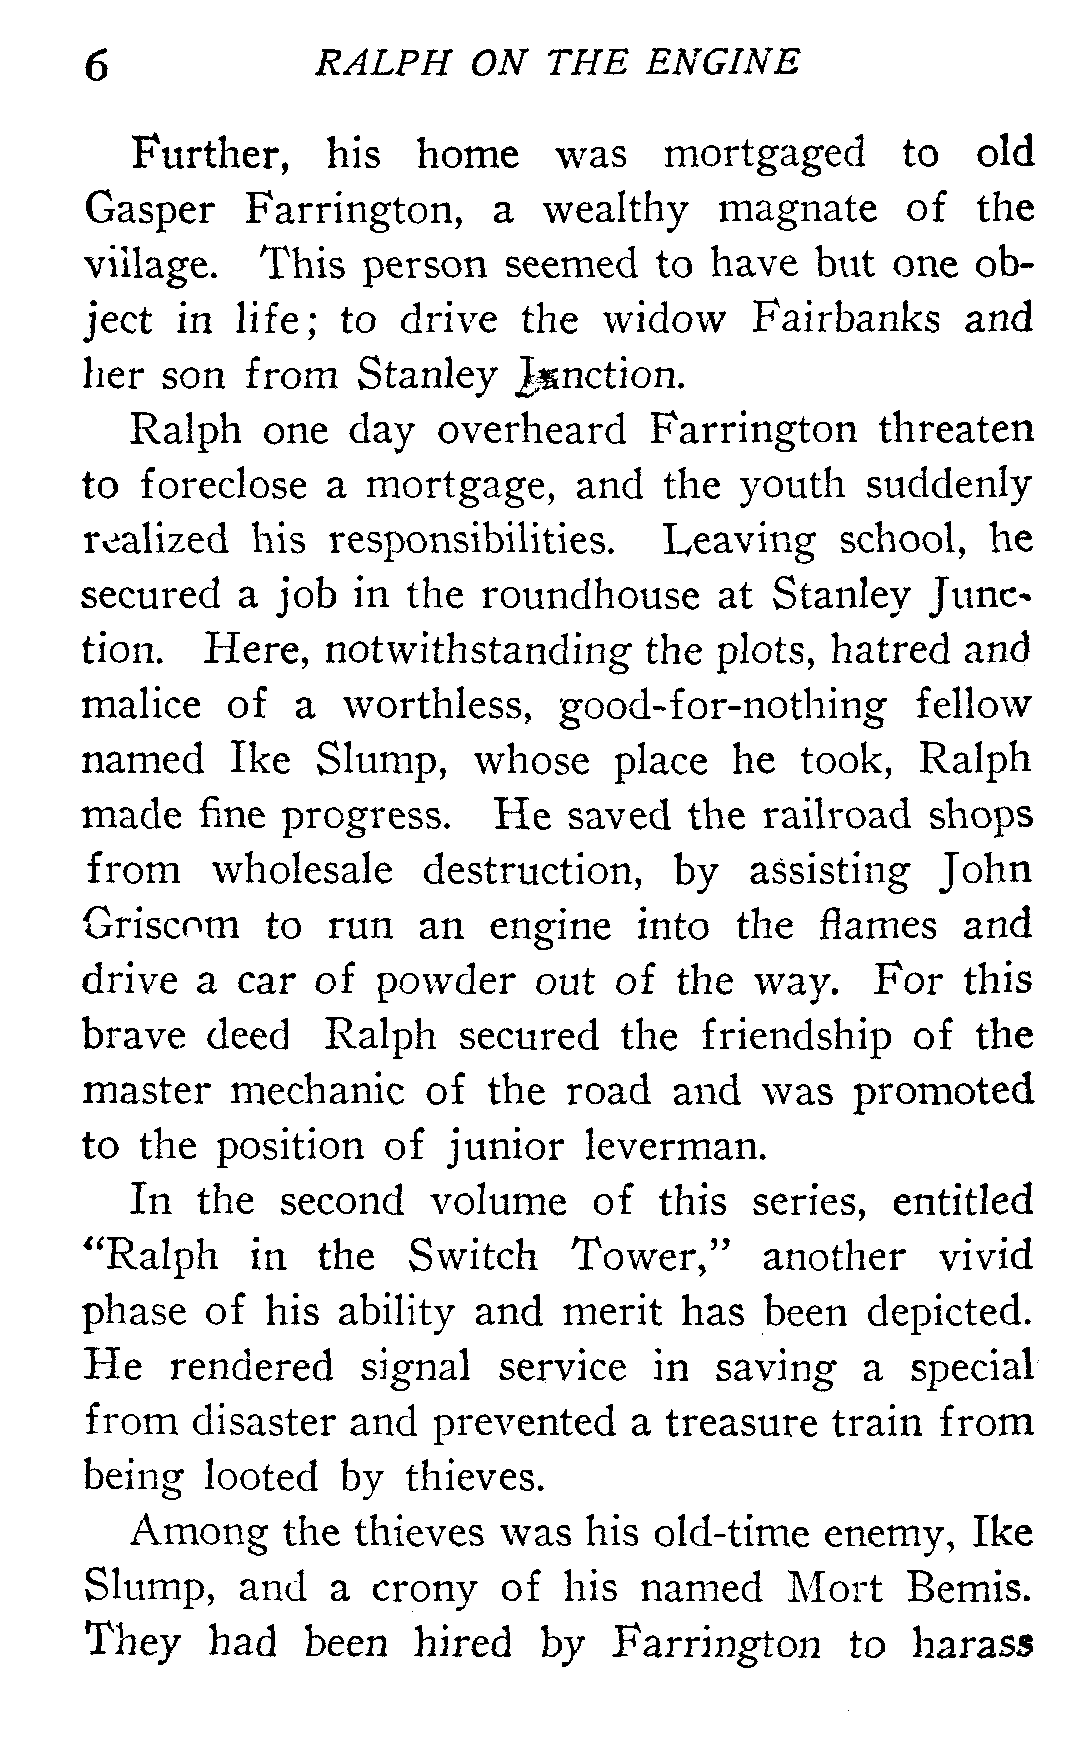 6 RALPH ON THE ENGINE
Further, his home was mortgaged to old
Gasper Farrington, a wealthy magnate of the
village. This person seemed to have but one ob-
ject in life; to drive the widow Fairbanks and
her son from Stanley Junction.
Ralph one day overheard Farrington threaten
to foreclose a mortgage, and the youth suddenly
realized his responsibilities. Leaving school, he
secured a job in the roundhouse at Stanley Junc-
tion. Here, notwithstanding the plots, hatred and
malice of a worthless, good-for-nothing fellow
named Ike Slump, whose place he took, Ralph
made fine progress. He saved the railroad shops
from wholesale destruction, by assisting John
Griscom to run an engine into the flames and
drive a car of powder out of the way. For this
brave deed Ralph secured the friendship of the
master mechanic of the road and was promoted
to the position of junior leverman.
In the second volume of this series, entitled
“Ralph in the Switch Tower,” another vivid
phase of his ability and merit has been depicted.
He rendered signal service in saving a special
from disaster and prevented a treasure train from
being looted by thieves.
Among the thieves was his old-time enemy, Ike
Slump, and a crony of his named Mort Bemis.
They had been hired by Farrington to harass